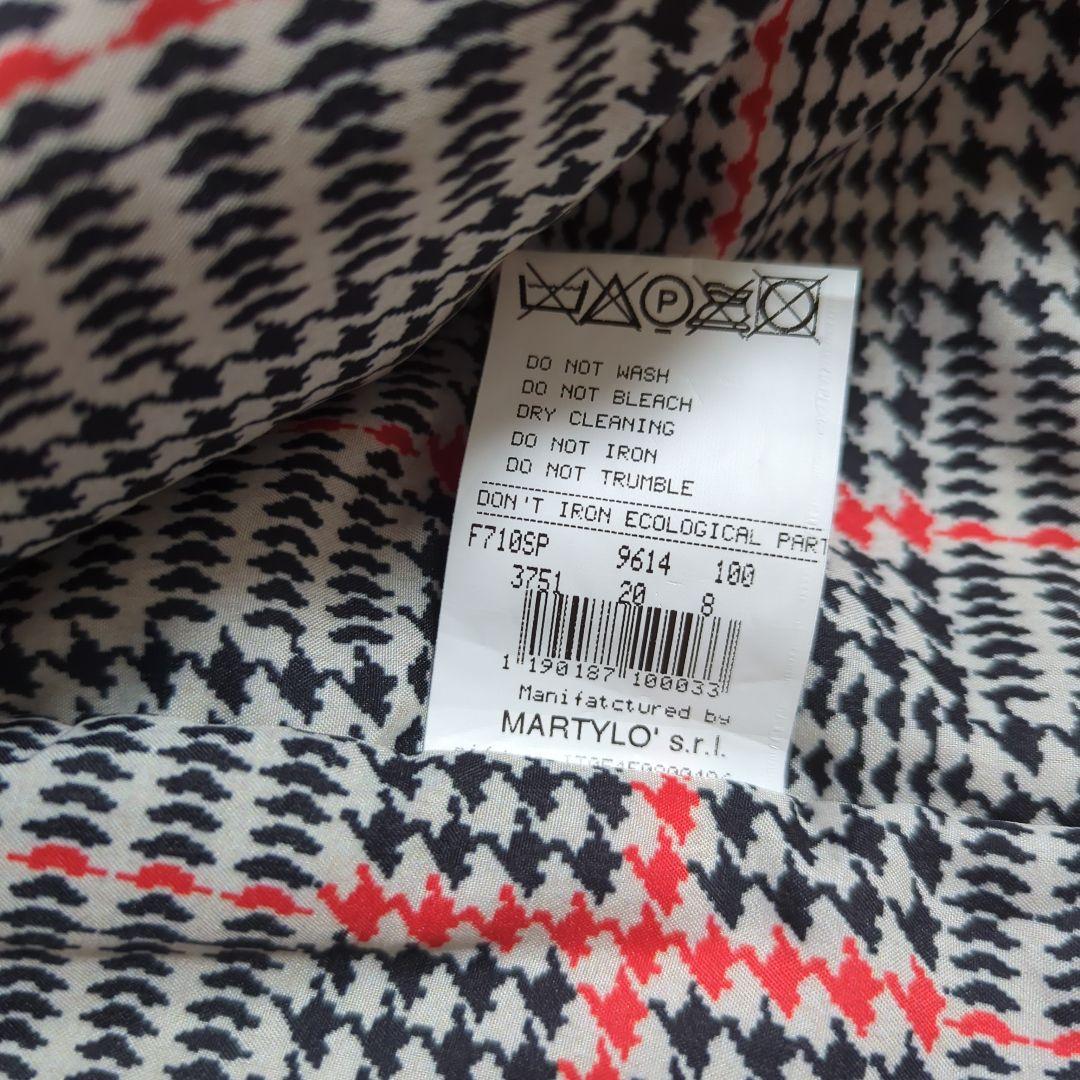 P
DO NOT WASH
DO NOT BLEACH
DRY CLEANING
DO NOT IRON
DO NOT TRUMBLE
DON'T IRON ECOLOGICAL PART
F710SP 9614 100
3751 20 8
1 190187 100033
Manifatctured by
MARTYLO' s.r.l.